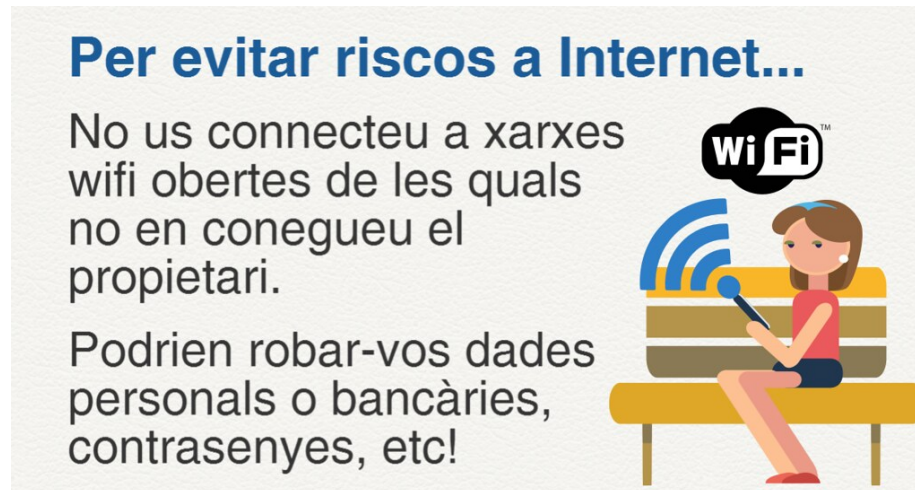 Per evitar riscos a Internet...
No us connecteu a xarxes
wifi obertes de les quals
no en conegueu el
propietari.
Podrien robar-vos dades
personals o bancàries,
contrasenyes, etc!
Wi Fi TM